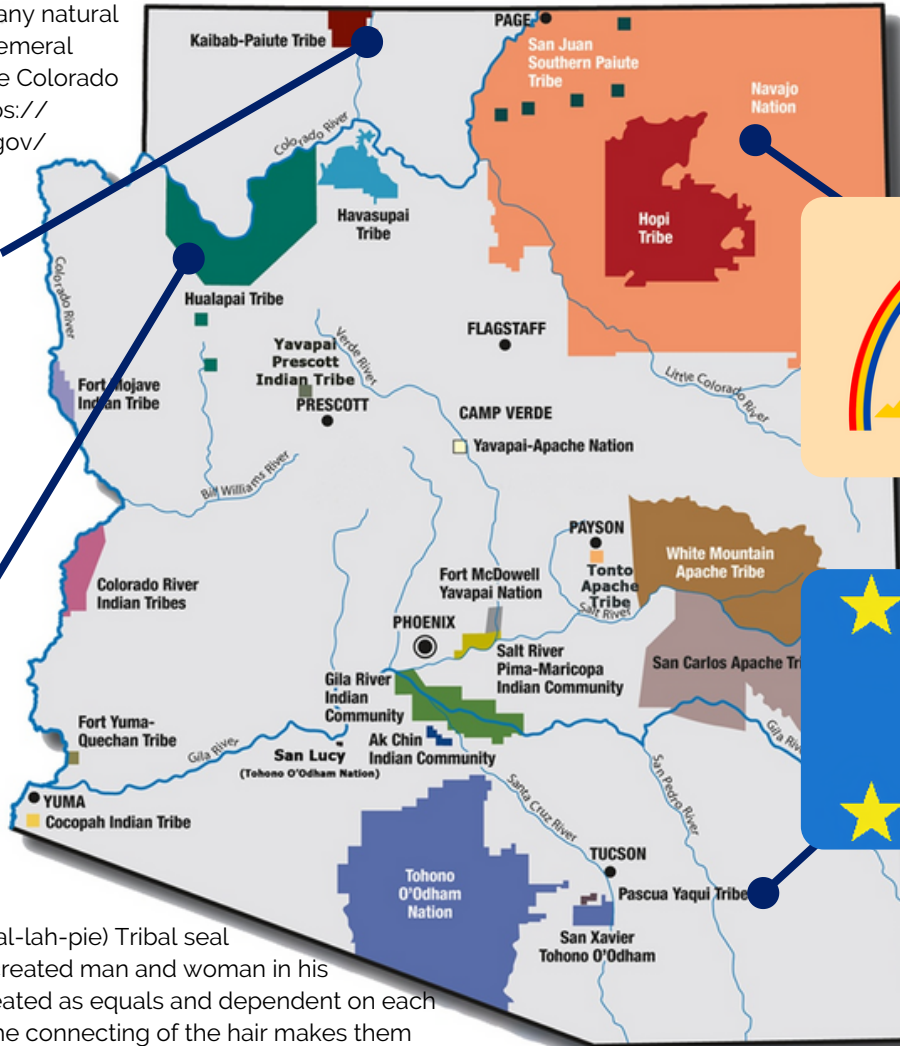 any natural
emeral
e Colorado
os://
gov/
Kaibab-Paiute Tribe
PAGE
San Juan
Southern Paiute
Tribe
Navajo
Nation
Colorado River
Havasupai
Tribe
Hopi
Tribe
Colorado River
Hualapai Tribe
FLAGSTAFF
Yavapai
Prescott
Indian Tribe
Verde River
PRESCOTT
Fort Mojave
Indian Tribe
Little Colorado River
CAMP VERDE
Yavapai-Apache Nation
Bill Williams River
PAYSON
Tonto
Apache
Tribe
White Mountain
Apache Tribe
Fort McDowell
Yavapai Nation
Colorado River
Indian Tribes
Salt River
PHOENIX
Salt River
Pima-Maricopa
Indian Community
San Carlos Apache Tri
Gila River
Indian
Community
Fort Yuma-
Quechan Tribe
Gila River
San Lucy
(Tohono O'Odham Nation)
Ak Chin
Indian Community
Gila Riv
San Pedro River
Santa Cruz River
YUMA
Cocopah Indian Tribe
TUCSON
Tohono
O'Odham
Nation
Pascua Yaqui Tribe
San Xavier
Tohono O'Odham
al-lah-pie) Tribal seal
created man and woman in his
eated as equals and dependent on each
he connecting of the hair makes them